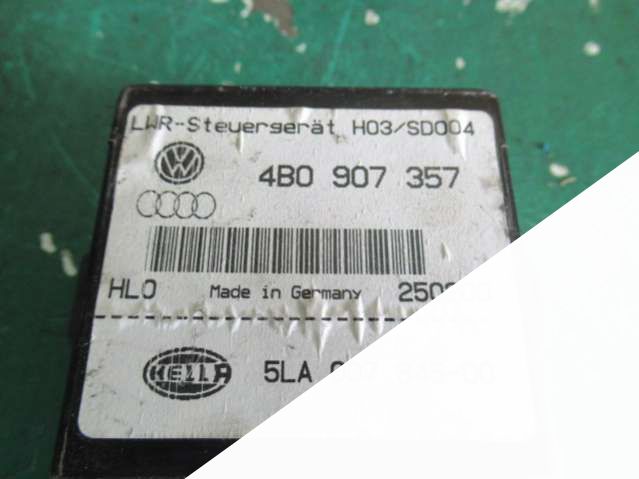 LWR-Steuergerät H03/SD004
4B0 907 357
HLO Made in Germany
HELLA
5LA